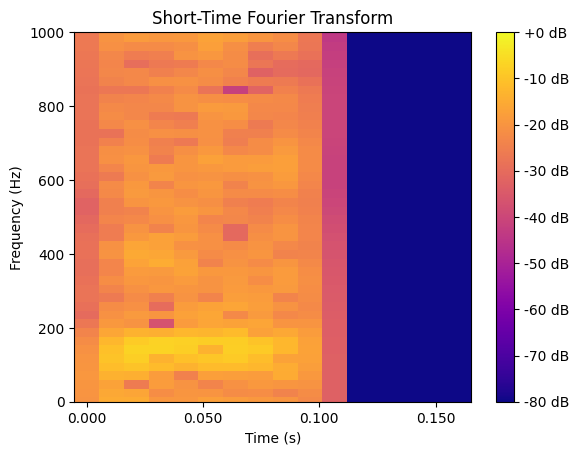 Short-Time Fourier Transform
1000
800
600
400
200
0
Frequency (Hz)
0.000
0.050
0.100
0.150
Time (s)
+0 dB
-10 dB
-20 dB
-30 dB
-40 dB
-50 dB
-60 dB
-70 dB
-80 dB